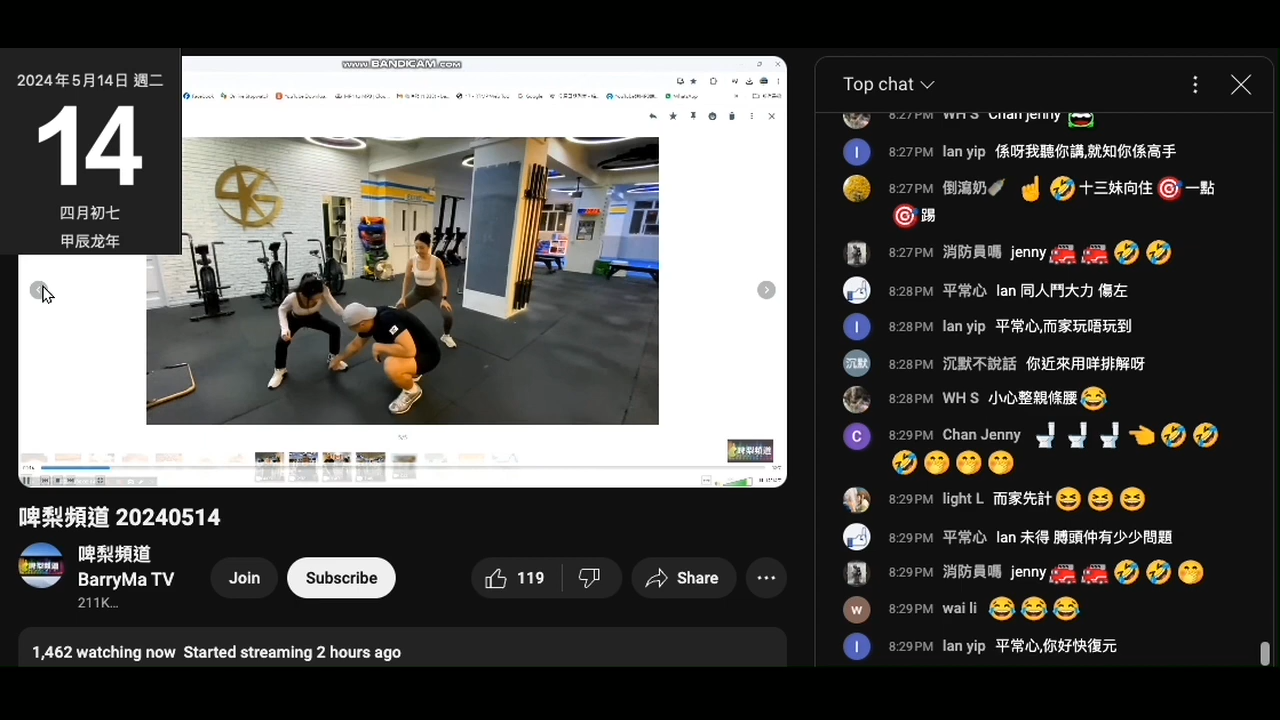 2024年5月14日 週二
14
四月初七
甲辰龙年
www.BANDICAM.com
啤梨頻道
啤梨頻道 20240514
啤梨頻道
BarryMa TV
211K...
Join
Subscribe
119
Share
1,462 watching now Started streaming 2 hours ago
Top chat
8:27PM WH S Chan jenny
8:27PM Ian yip 係呀我聽你講,就知你係高手
8:27PM 倒瀉奶🍼 ☝🤣十三妹向住🎯一點
🎯踢
消防員嗎 jenny🚒🚒🤣🤣
8:28PM 平常心 Ian 同人鬥大力 傷左
8:28PM Ian yip 平常心,而家玩唔玩到
8:28PM 沉默不說話 你近來用咩排解呀
沉默
8:28PM WH S 小心整親條腰😂
8:29PM Chan Jenny 🚽🚽🚽👈🤣🤣
🤣🤭🤭🤭
8:29PM light L 而家先計😆😆😆
8:29PM 平常心 Ian 未得 膊頭仲有少少問題
8:29PM 消防員嗎 jenny🚒🚒🤣🤣🤭
8:29PM wai li 😂😂😂
8:29PM Ian yip 平常心,你好快復元